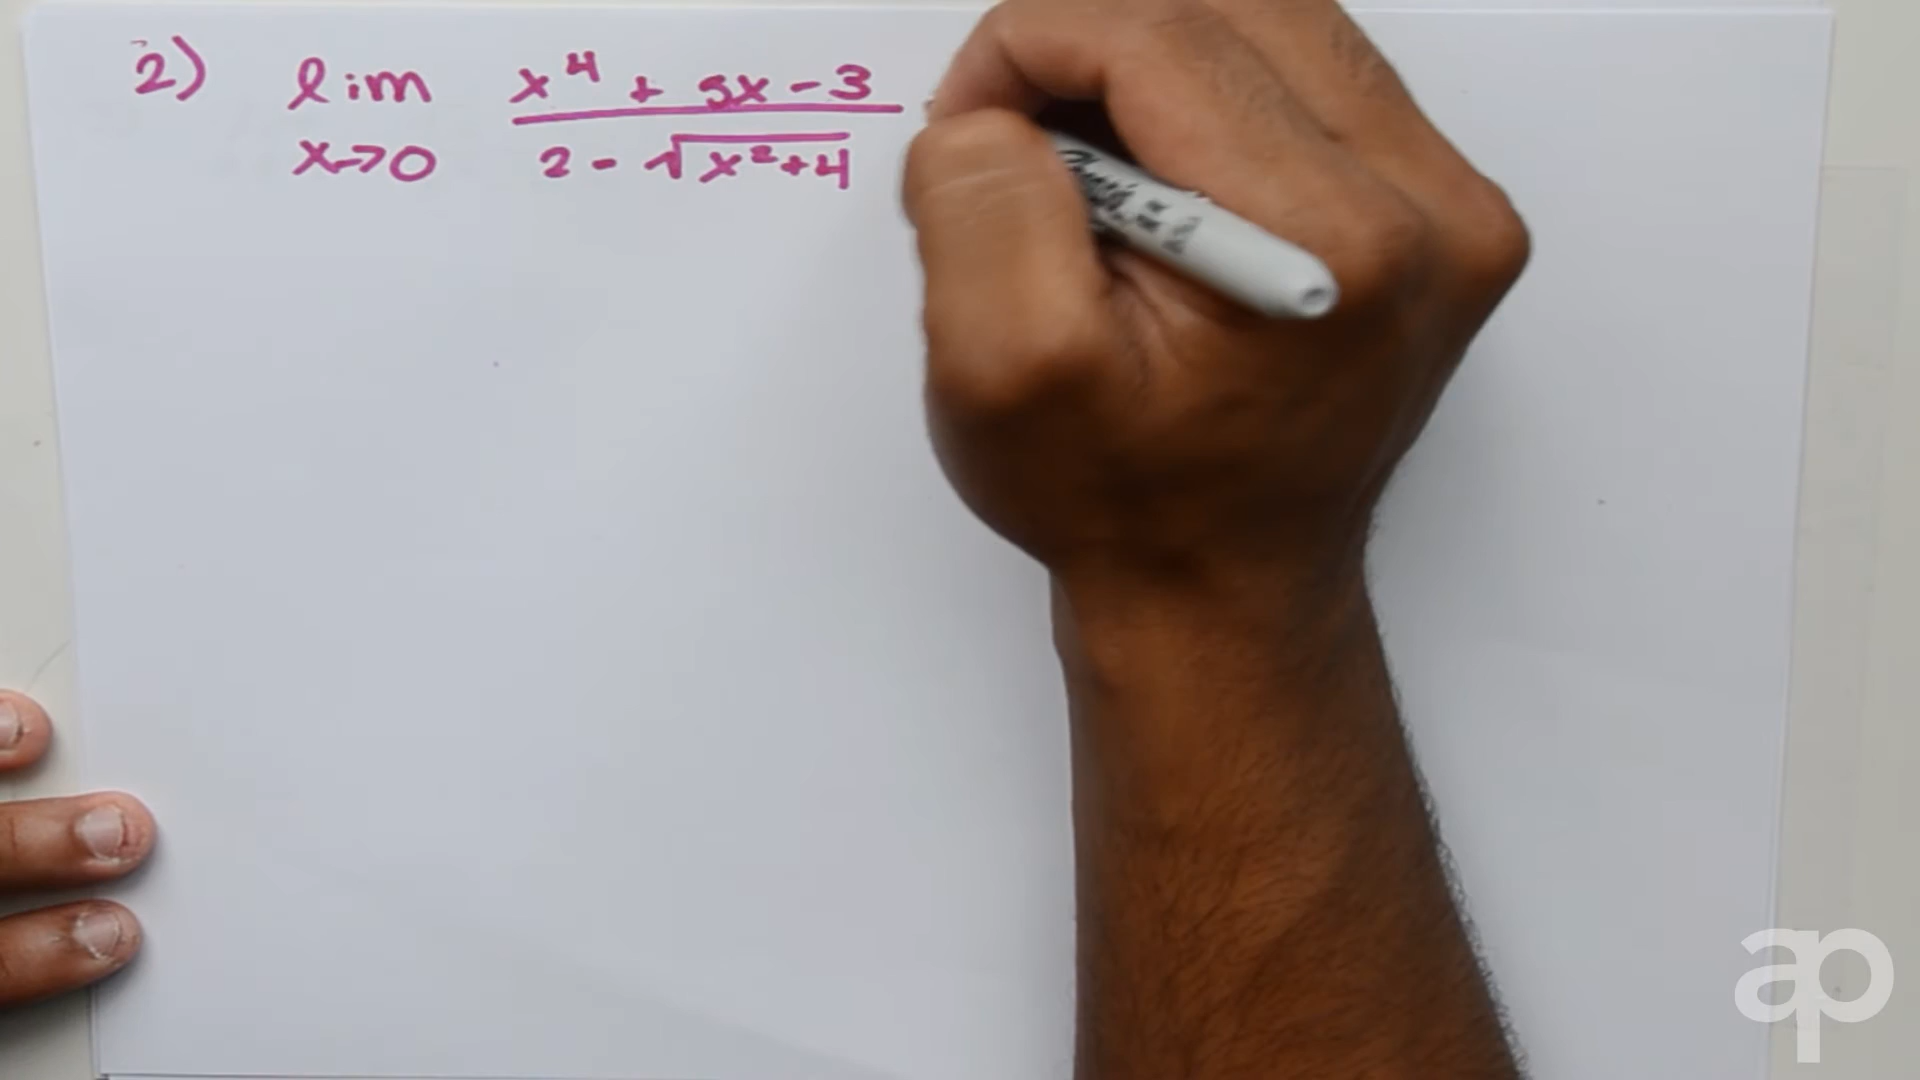 2) lim x⁴ + 5x - 3
x→0 2 - √x²+4
ap